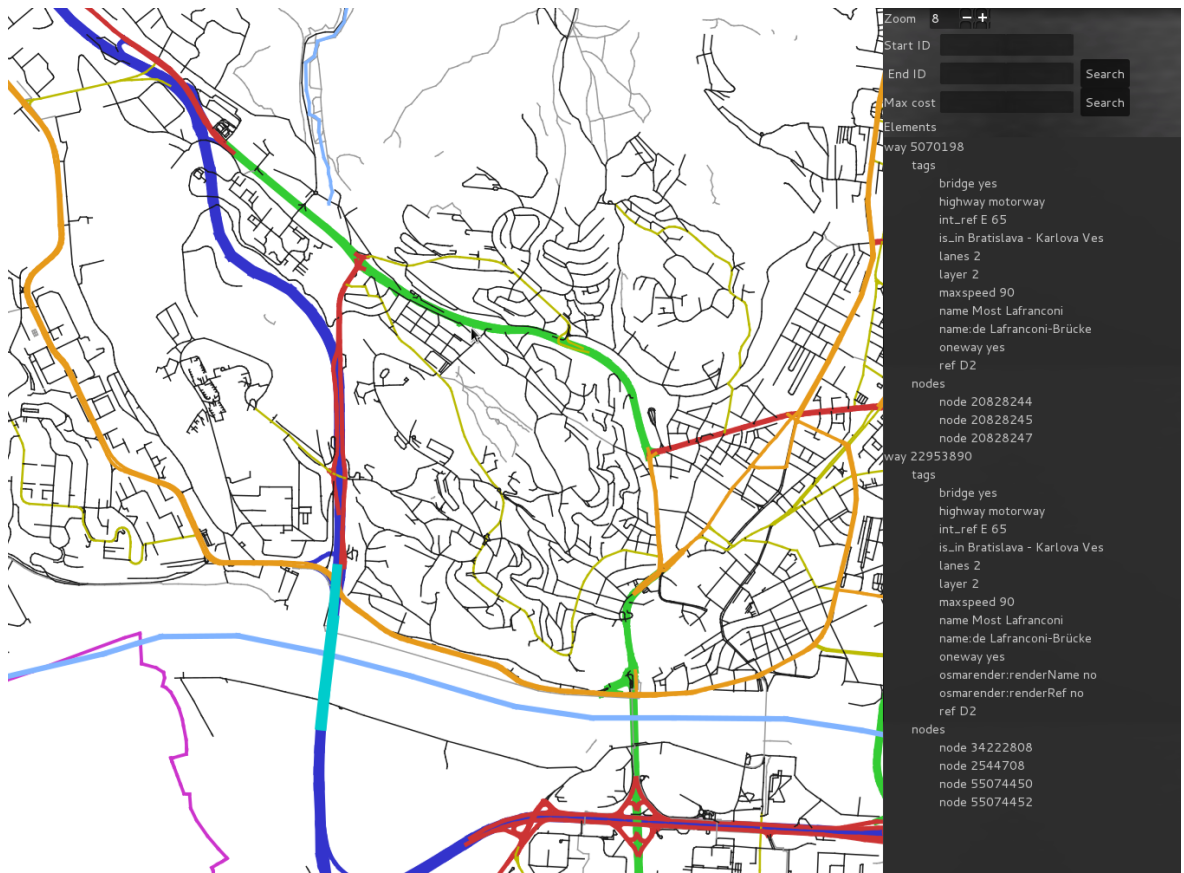 Zoom 8 − +
Start ID
End ID Search
Max cost Search
Elements
way 5070198
tags
bridge yes
highway motorway
int_ref E 65
is_in Bratislava - Karlova Ves
lanes 2
layer 2
maxspeed 90
name Most Lafranconi
name:de Lafranconi-Brücke
oneway yes
ref D2
nodes
node 20828244
node 20828245
node 20828247
way 22953890
tags
bridge yes
highway motorway
int_ref E 65
is_in Bratislava - Karlova Ves
lanes 2
layer 2
maxspeed 90
name Most Lafranconi
name:de Lafranconi-Brücke
oneway yes
osmarender:renderName no
osmarender:renderRef no
ref D2
nodes
node 34222808
node 2544708
node 55074450
node 55074452